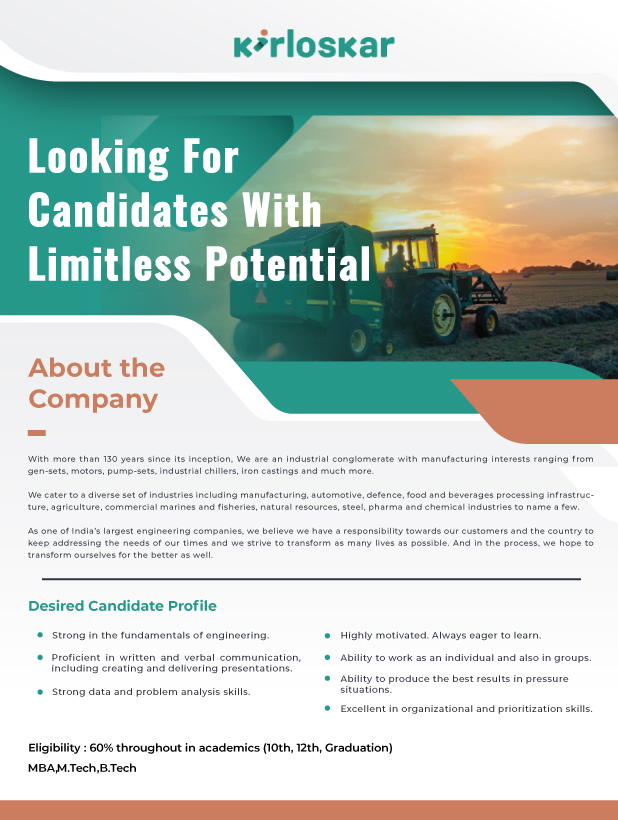 Kirloskar
Looking For
Candidates With
Limitless Potential
About the
Company
With more than 130 years since its inception, We are an industrial conglomerate with manufacturing interests ranging from
gen-sets, motors, pump-sets, industrial chillers, iron castings and much more.
We cater to a diverse set of industries including manufacturing, automotive, defence, food and beverages processing infrastruc-
ture, agriculture, commercial marines and fisheries, natural resources, steel, pharma and chemical industries to name a few.
As one of India's largest engineering companies, we believe we have a responsibility towards our customers and the country to
keep addressing the needs of our times and we strive to transform as many lives as possible. And in the process, we hope to
transform ourselves for the better as well.
Desired Candidate Profile
Strong in the fundamentals of engineering.
Proficient in written and verbal communication,
including creating and delivering presentations.
Strong data and problem analysis skills.
Highly motivated. Always eager to learn.
Ability to work as an individual and also in groups.
Ability to produce the best results in pressure
situations.
Excellent in organizational and prioritization skills.
Eligibility : 60% throughout in academics (10th, 12th, Graduation)
MBA,M.Tech,B.Tech